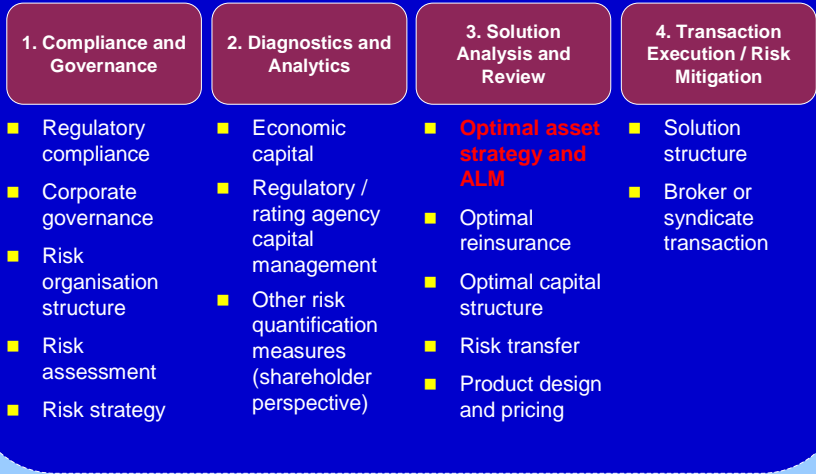 1. Compliance and
Governance
2. Diagnostics and
Analytics
3. Solution
Analysis and
Review
4. Transaction
Execution / Risk
Mitigation
Regulatory
compliance
Corporate
governance
Risk
organisation
structure
Risk
assessment
Risk strategy
Economic
capital
Regulatory /
rating agency
capital
management
Other risk
quantification
measures
(shareholder
perspective)
Optimal asset
strategy and
ALM
Optimal
reinsurance
Optimal capital
structure
Risk transfer
Product design
and pricing
Solution
structure
Broker or
syndicate
transaction